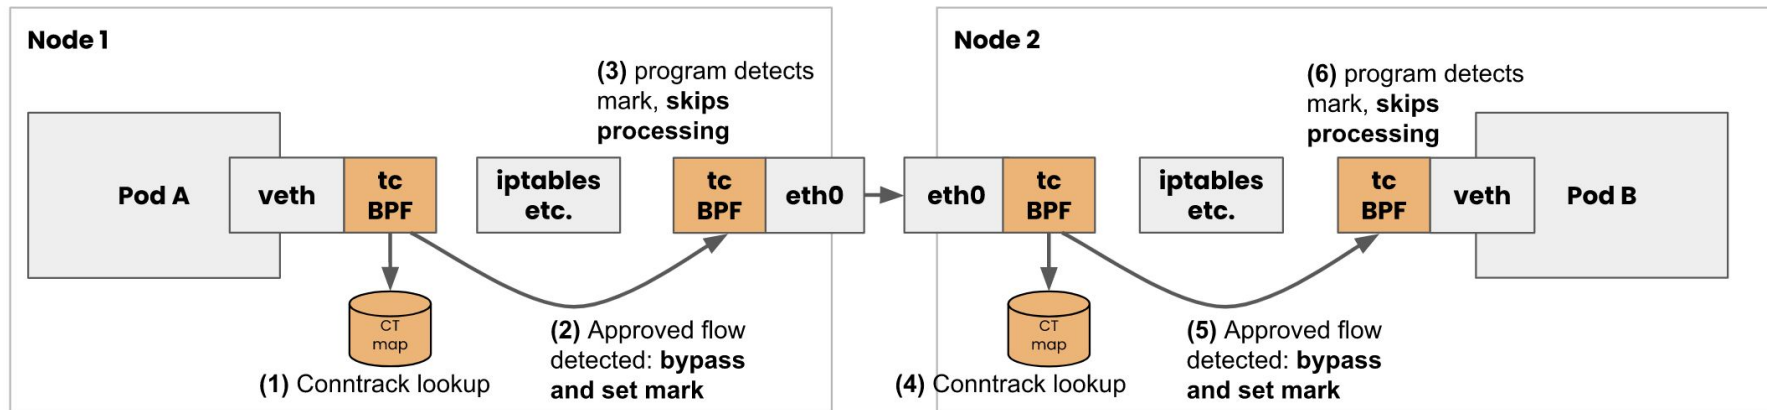 Node 1
(3) program detects
mark, skips
processing
Pod A
veth
tc
BPF
iptables
etc.
tc
BPF
eth0
CT
map
(1) Conntrack lookup
(2) Approved flow
detected: bypass
and set mark
Node 2
(6) program detects
mark, skips
processing
eth0
tc
BPF
iptables
etc.
tc
BPF
veth
Pod B
CT
map
(4) Conntrack lookup
(5) Approved flow
detected: bypass
and set mark